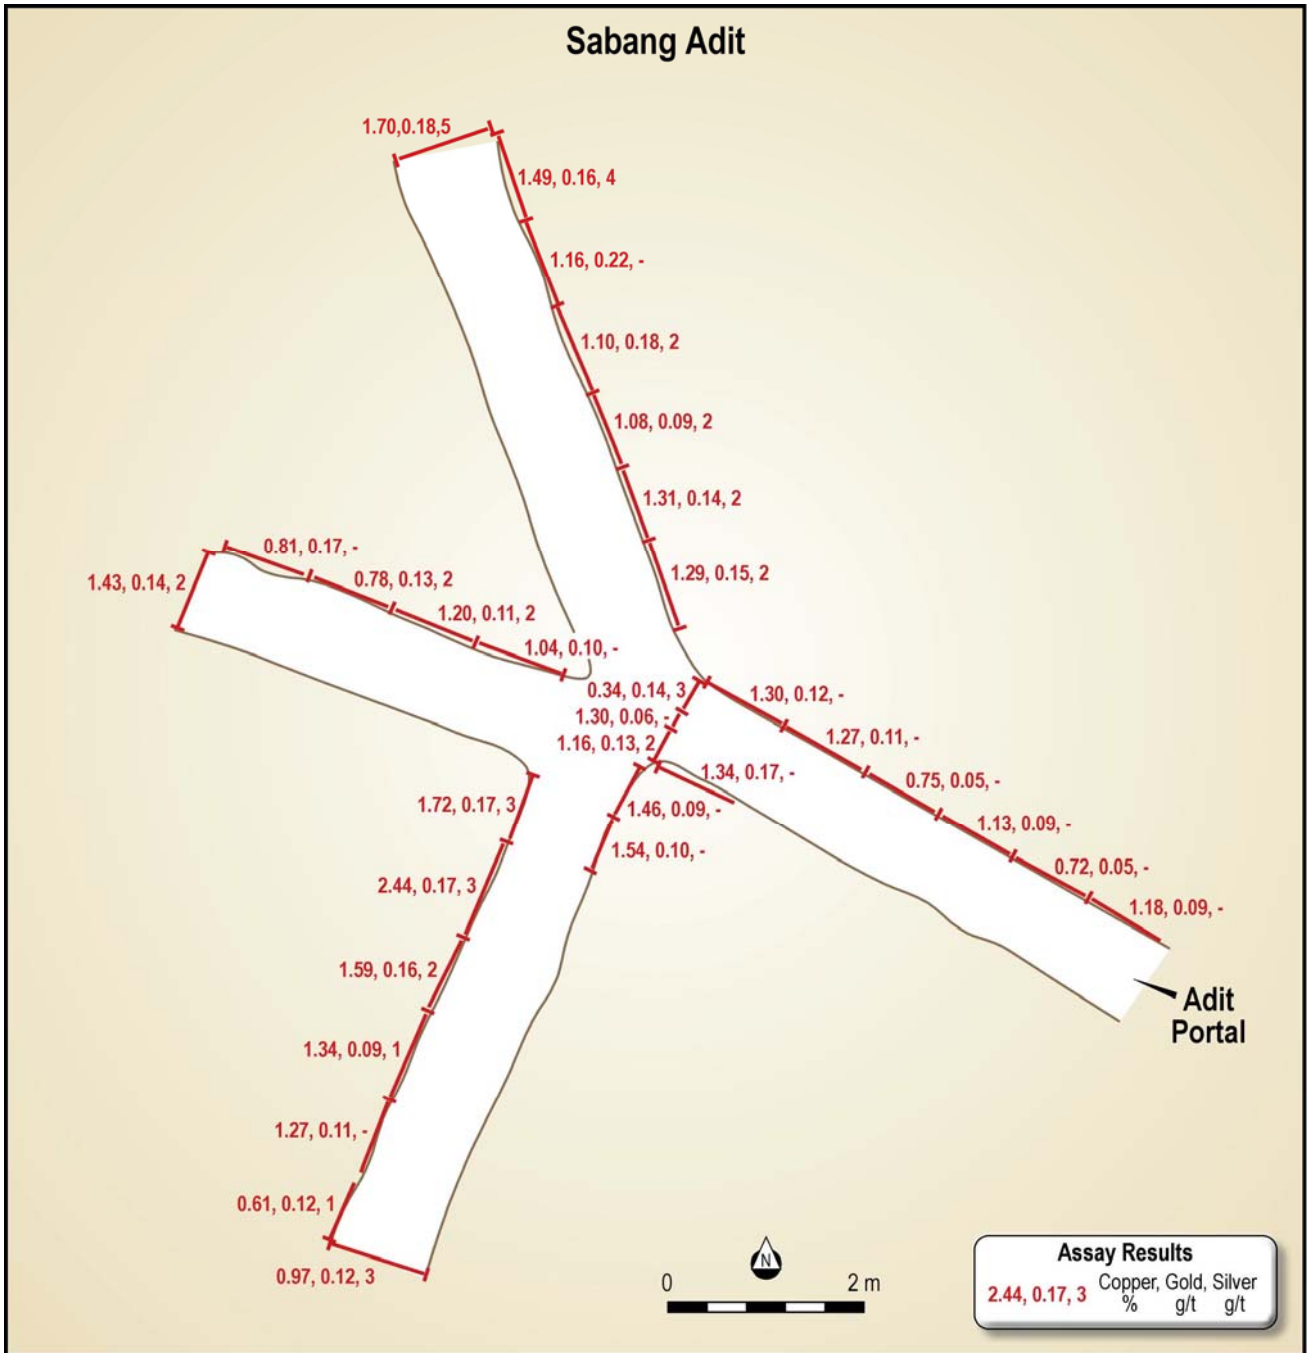 Sabang Adit
1.70,0.18,5
1.49, 0.16, 4
1.16, 0.22, -
1.10, 0.18, 2
1.08, 0.09, 2
1.31, 0.14, 2
1.29, 0.15, 2
0.81, 0.17, -
1.43, 0.14, 2
0.78, 0.13, 2
1.20, 0.11, 2
1.04, 0.10, -
0.34, 0.14, 3
1.30, 0.06, -
1.16, 0.13, 2
1.30, 0.12, -
1.27, 0.11, -
0.75, 0.05, -
1.13, 0.09, -
0.72, 0.05, -
1.18, 0.09, -
1.34, 0.17, -
1.46, 0.09, -
1.54, 0.10, -
1.72, 0.17, 3
2.44, 0.17, 3
1.59, 0.16, 2
1.34, 0.09, 1
1.27, 0.11, -
0.61, 0.12, 1
0.97, 0.12, 3
Adit
Portal
N
0 2 m
Assay Results
2.44, 0.17, 3 Copper, Gold, Silver
% g/t g/t